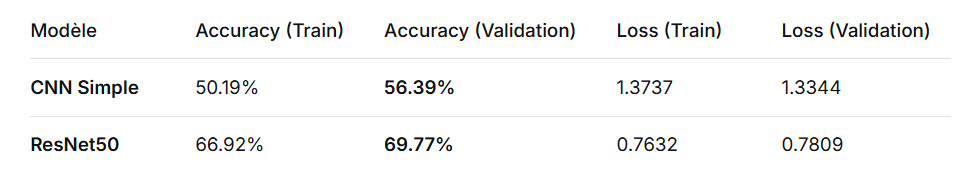 Modèle Accuracy (Train) Accuracy (Validation) Loss (Train) Loss (Validation)
CNN Simple 50.19% 56.39% 1.3737 1.3344
ResNet50 66.92% 69.77% 0.7632 0.7809